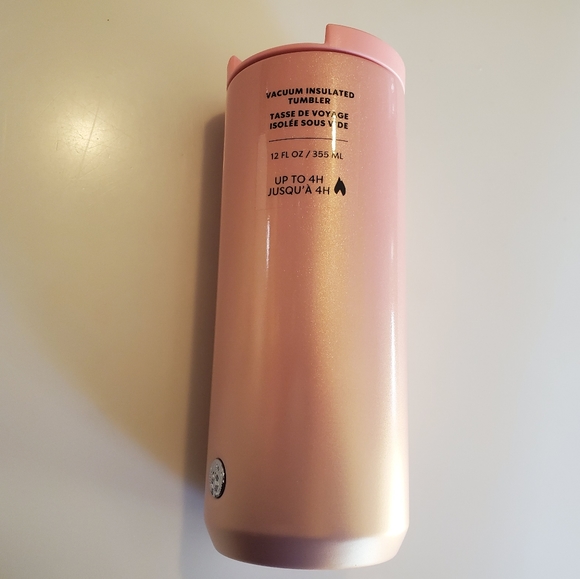 VACUUM INSULATED
TUMBLER
TASSE DE VOYAGE
ISOLÉE SOUS VIDE
12 FL OZ / 355 ML
UP TO 4H
JUSQU'À 4H